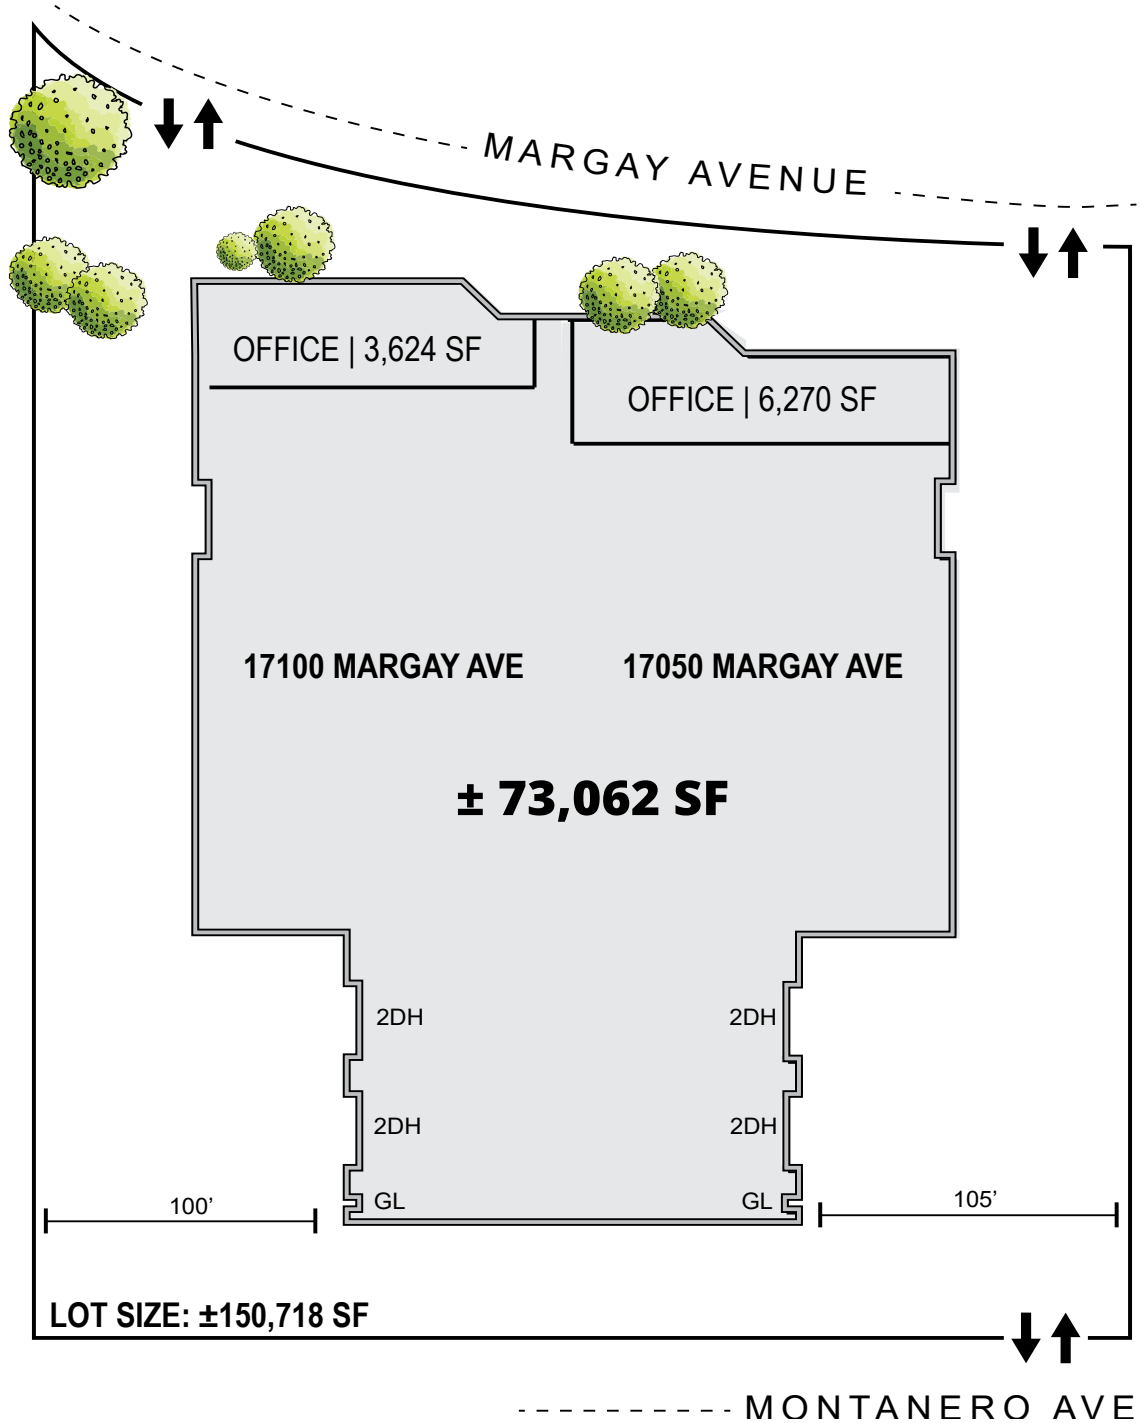 MARGAY AVENUE
OFFICE | 3,624 SF
OFFICE | 6,270 SF
17100 MARGAY AVE
17050 MARGAY AVE
± 73,062 SF
2DH
2DH
2DH
2DH
GL
GL
100’
105’
LOT SIZE: ±150,718 SF
MONTANERO AVE